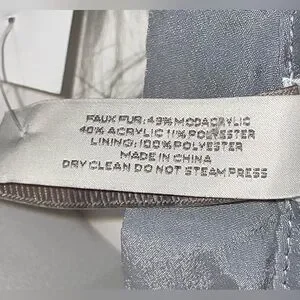 FAUX FUR: 49% MODACRYLIC
40% ACRYLIC 11% POLYESTER
LINING: 100% POLYESTER
MADE IN CHINA
DRY CLEAN DO NOT STEAM PRESS